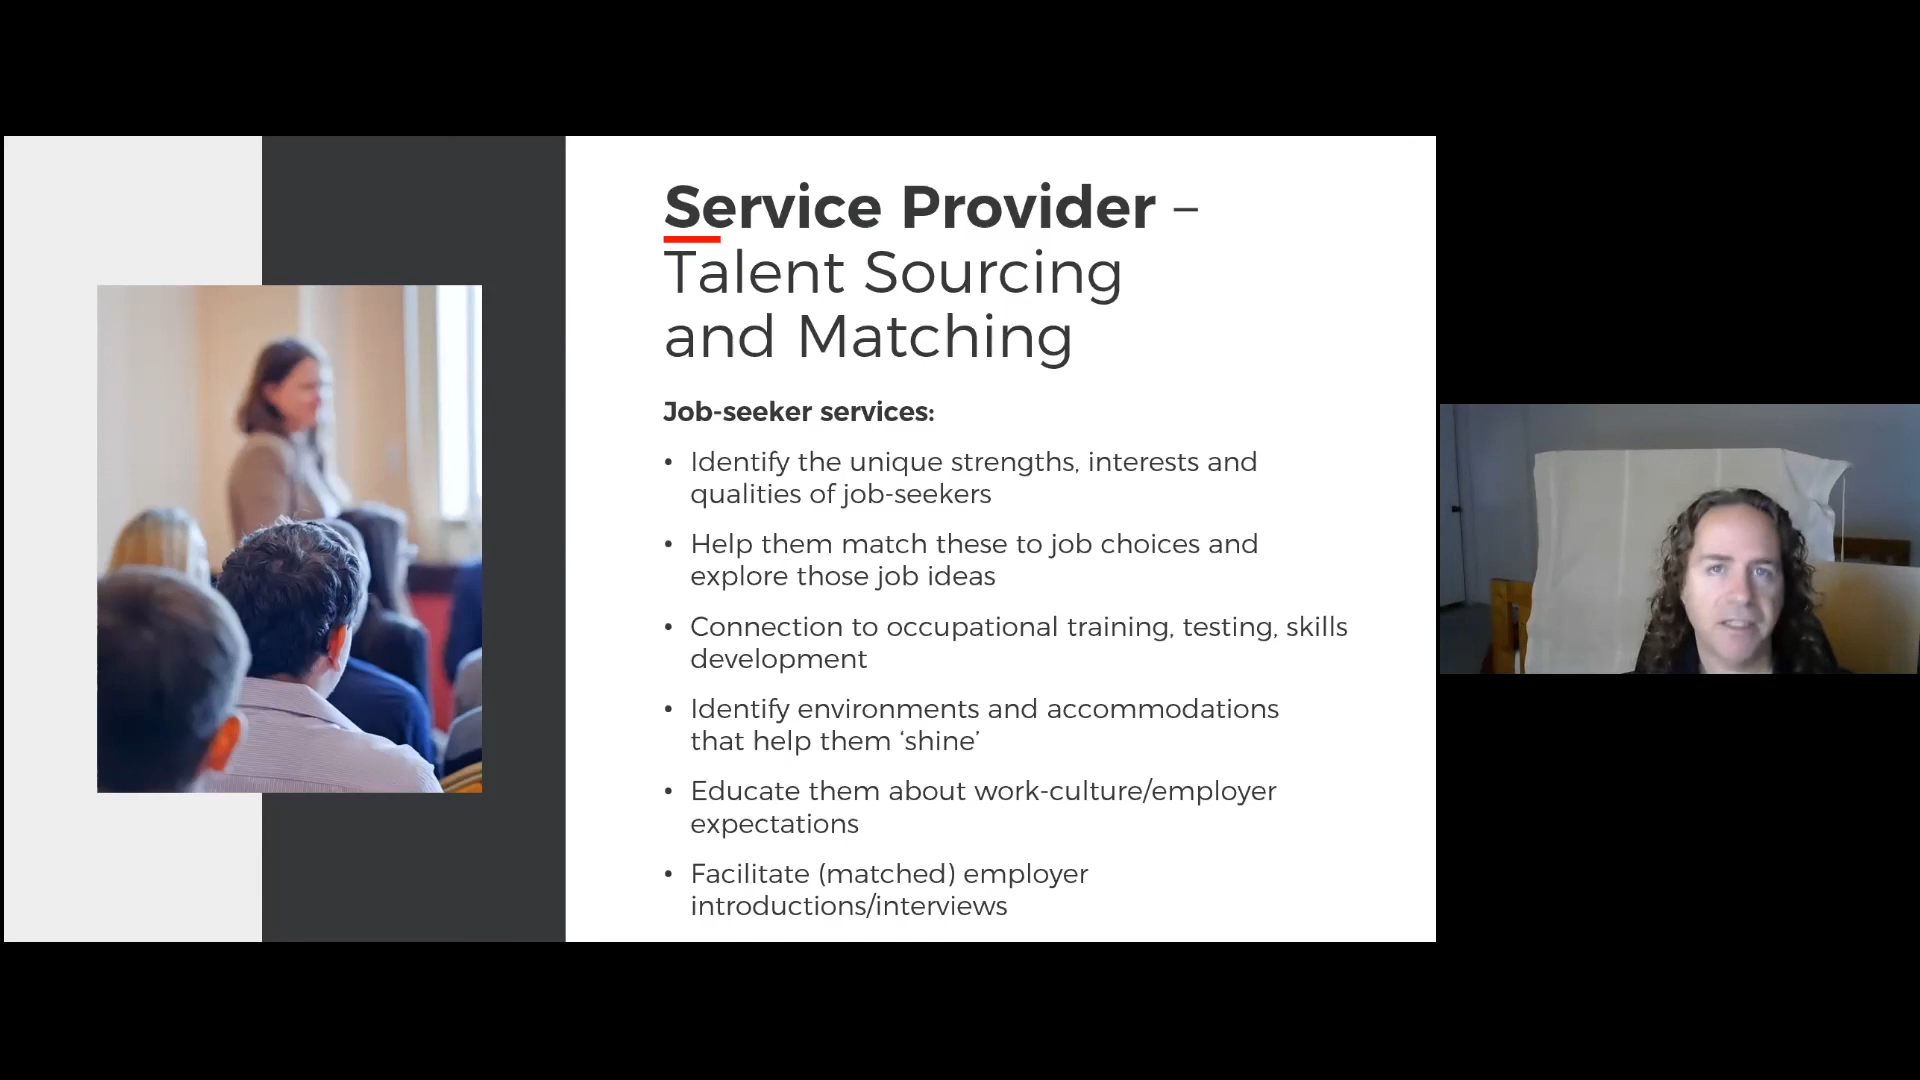 Service Provider –
Talent Sourcing
and Matching
Job-seeker services:
• Identify the unique strengths, interests and
qualities of job-seekers
• Help them match these to job choices and
explore those job ideas
• Connection to occupational training, testing, skills
development
• Identify environments and accommodations
that help them ‘shine’
• Educate them about work-culture/employer
expectations
• Facilitate (matched) employer
introductions/interviews